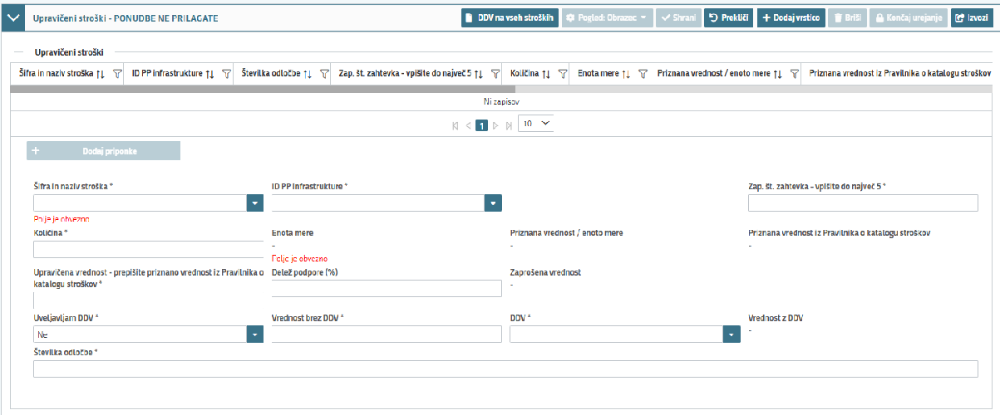 Upravičeni stroški - PONUDBE NE PRILAGATE
DDV na vseh stroških
Pogled: Obrazec
Shrani
Prekliči
Dodaj vrstico
Briši
Končaj urejanje
Izvozi
Upravičeni stroški
Šifra in naziv stroška
ID PP infrastrukture
Številka odločbe
Zap. št. zahtevka - vpišite do največ 5
Količina
Enota mere
Priznana vrednost / enoto mere
Priznana vrednost iz Pravilnika o katalogu stroškov
Ni zapisov
1
10
Dodaj priponke
Šifra in naziv stroška *
ID PP Infrastrukture *
Zap. št. zahtevka - vpišite do največ 5 *
Polje je obvezno
Količina *
Enota mere
Priznana vrednost / enoto mere
Priznana vrednost iz Pravilnika o katalogu stroškov
-
-
-
Polje je obvezno
Upravičena vrednost - prepišite priznano vrednost iz Pravilnika o
katalogu stroškov *
Delež podpore (%)
Zaprošena vrednost
-
Uveljavljam DDV *
Vrednost brez DDV *
DDV *
Vrednost z DDV
Ne
-
Številka odločbe *